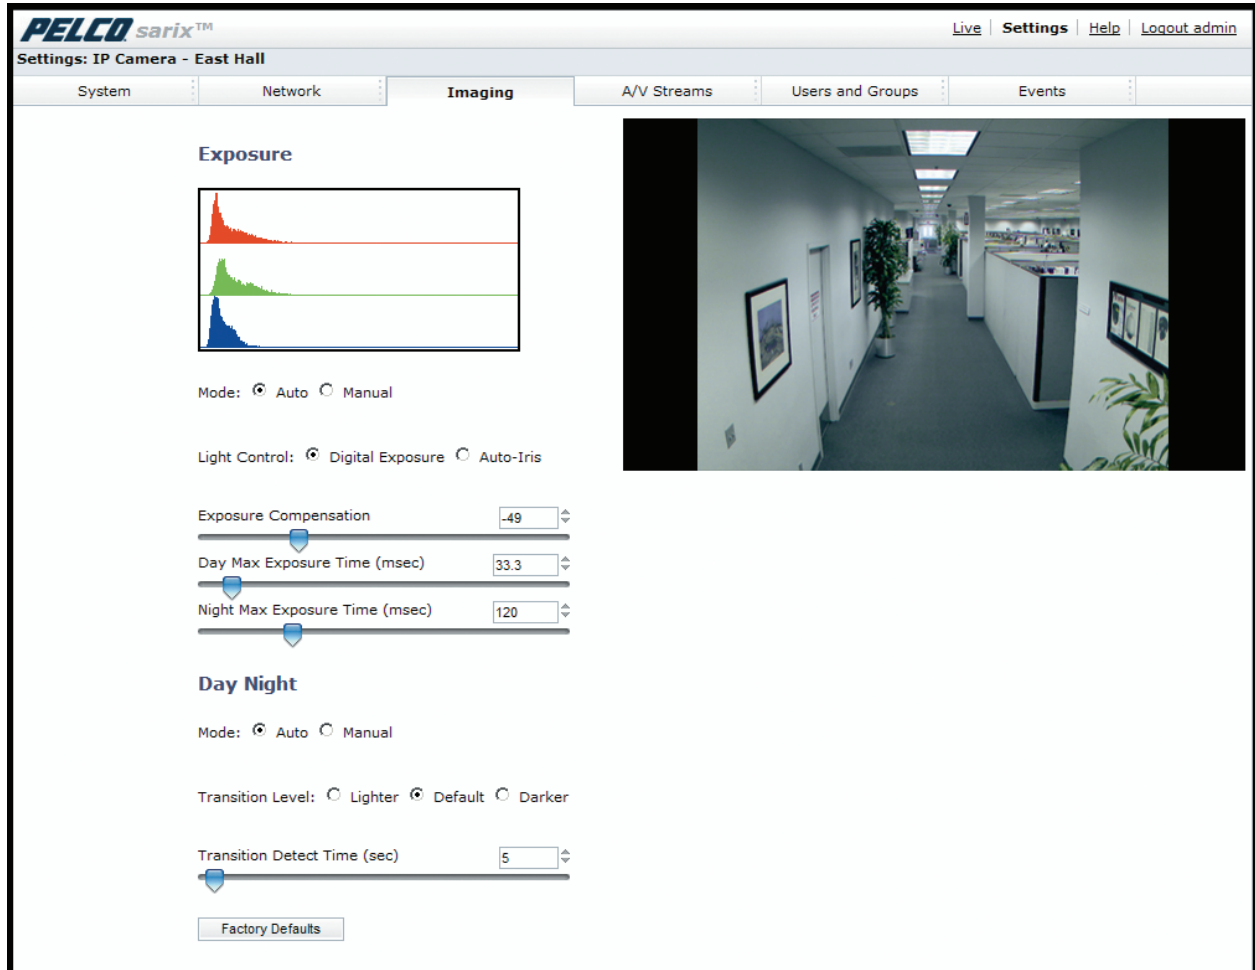 PELCO sarix™
Live | Settings | Help | Logout admin
Settings: IP Camera - East Hall
System Network Imaging A/V Streams Users and Groups Events
Exposure
Mode: Auto Manual
Light Control: Digital Exposure Auto-Iris
Exposure Compensation -49
Day Max Exposure Time (msec) 33.3
Night Max Exposure Time (msec) 120
Day Night
Mode: Auto Manual
Transition Level: Lighter Default Darker
Transition Detect Time (sec) 5
Factory Defaults